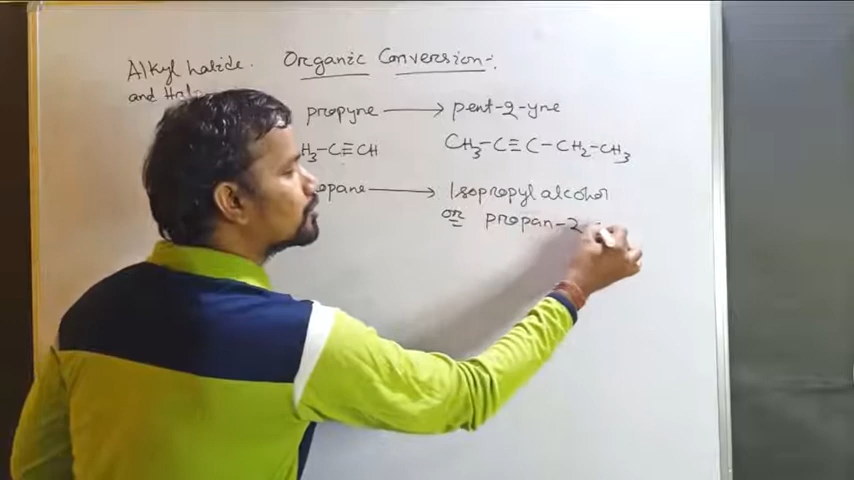 Alkyl halide. Organic Conversion:-
and
propyne → pent-2-yne
H₃-C≡CH CH₃-C≡C-CH₂-CH₃
opane → Isopropyl alcohol
or propan-2-